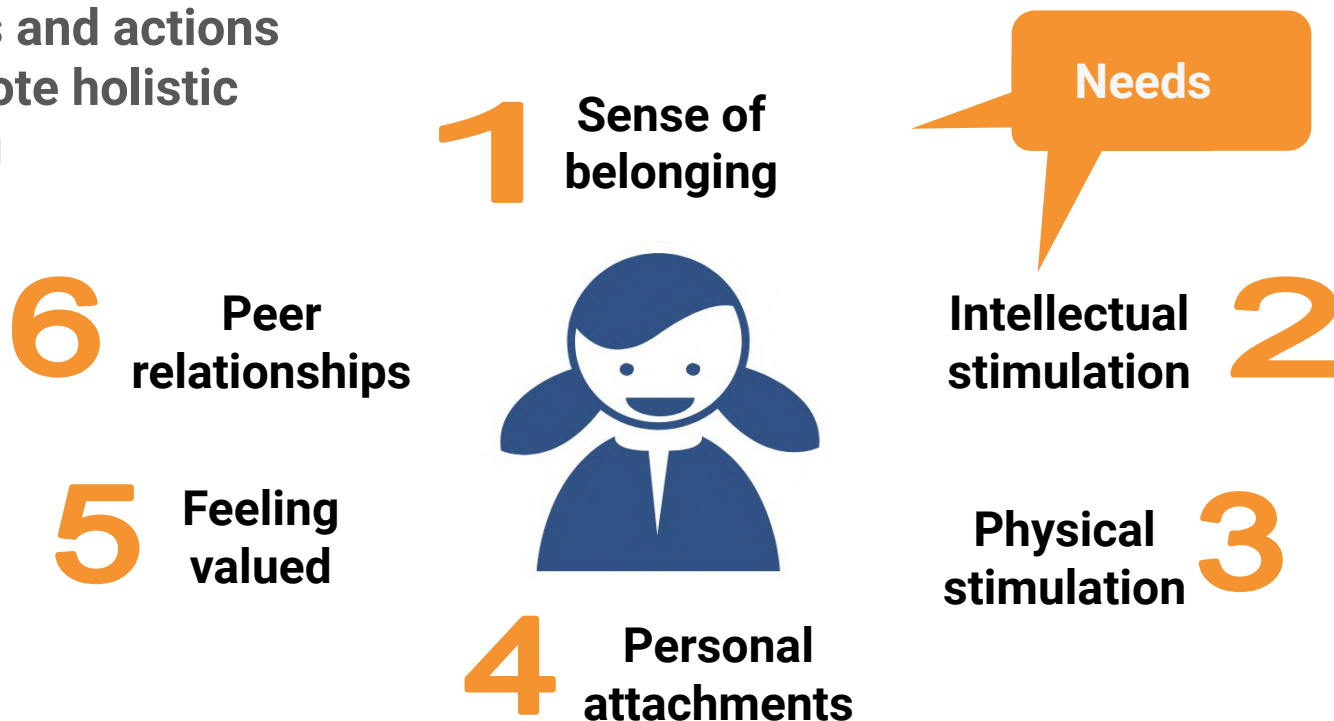 and actions
holistic
Needs
1
Sense of
belonging
Intellectual
stimulation
2
Physical
stimulation
3
4
Personal
attachments
5
Feeling
valued
6
Peer
relationships